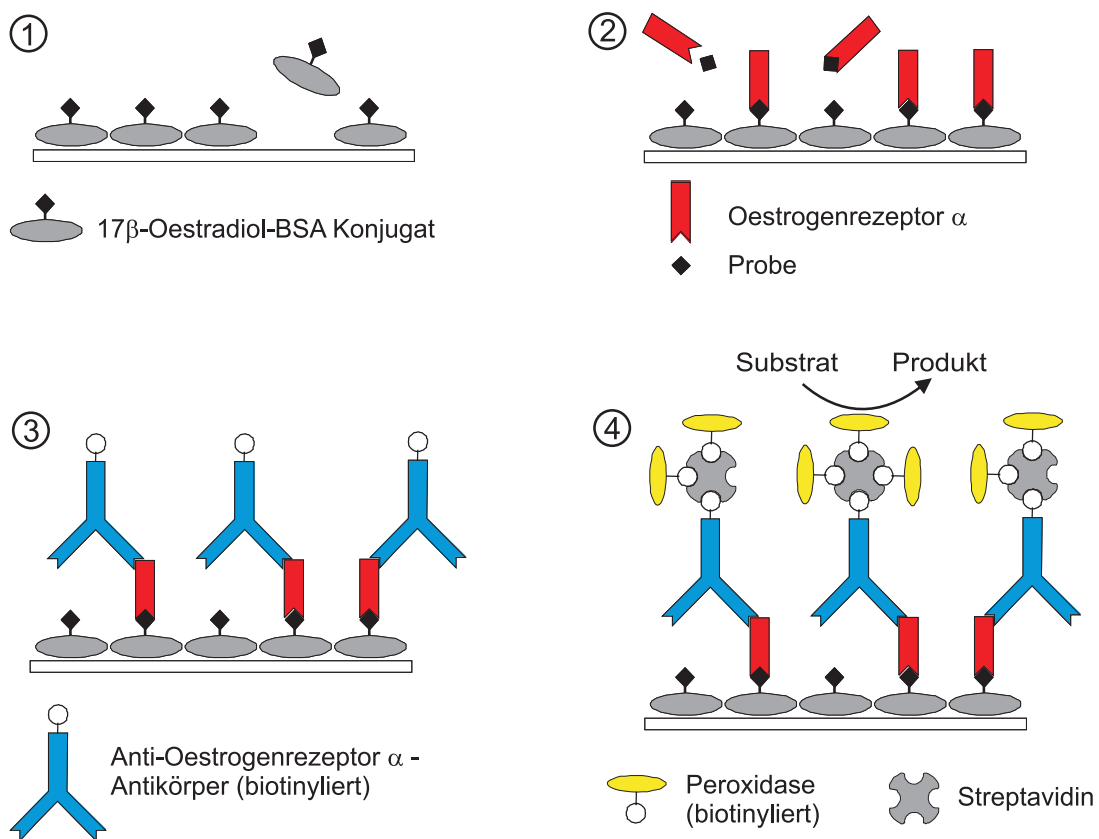 1
17β-Oestradiol-BSA Konjugat
2
Oestrogenrezeptor α
Probe
3
Anti-Oestrogenrezeptor α -
Antikörper (biotinyliert)
Substrat Produkt
4
Peroxidase
(biotinyliert)
Streptavidin